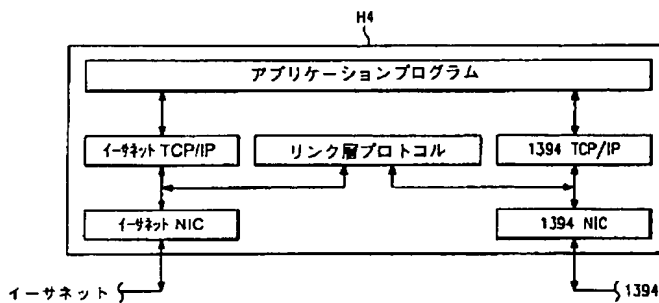 H4
アプリケーションプログラム
イーサネット TCP/IP
リンク層プロトコル
1394 TCP/IP
イーサネット NIC
1394 NIC
イーサネット
1394